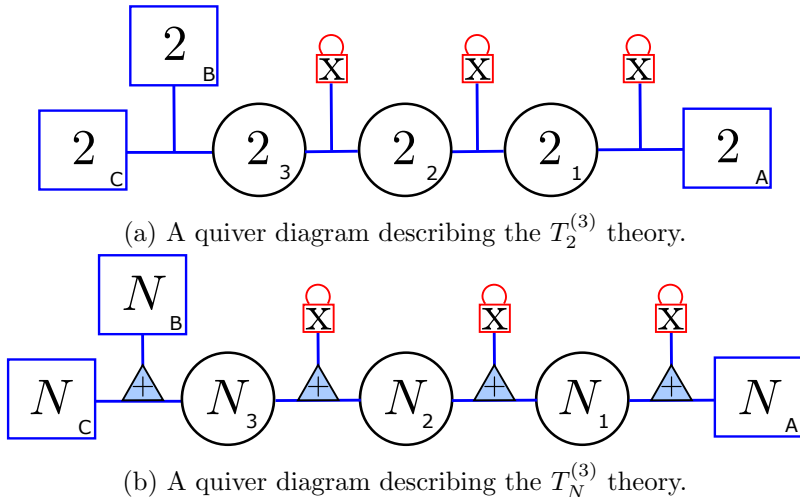 2 B
X X X
2 C 2 3 2 2 2 1 2 A
(a) A quiver diagram describing the $T_2^{(3)}$ theory.
N B
X X X
N C + N 3 + N 2 + N 1 + N A
(b) A quiver diagram describing the $T_N^{(3)}$ theory.